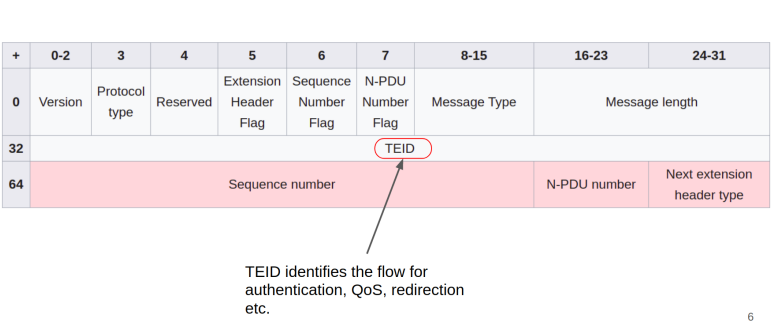 + 0-2 3 4 5 6 7 8-15 16-23 24-31
0 Version Protocol type Reserved Extension Header Flag Sequence Number Flag N-PDU Number Flag Message Type Message length
32 TEID
64 Sequence number N-PDU number Next extension header type
TEID identifies the flow for
authentication, QoS, redirection
etc.
6